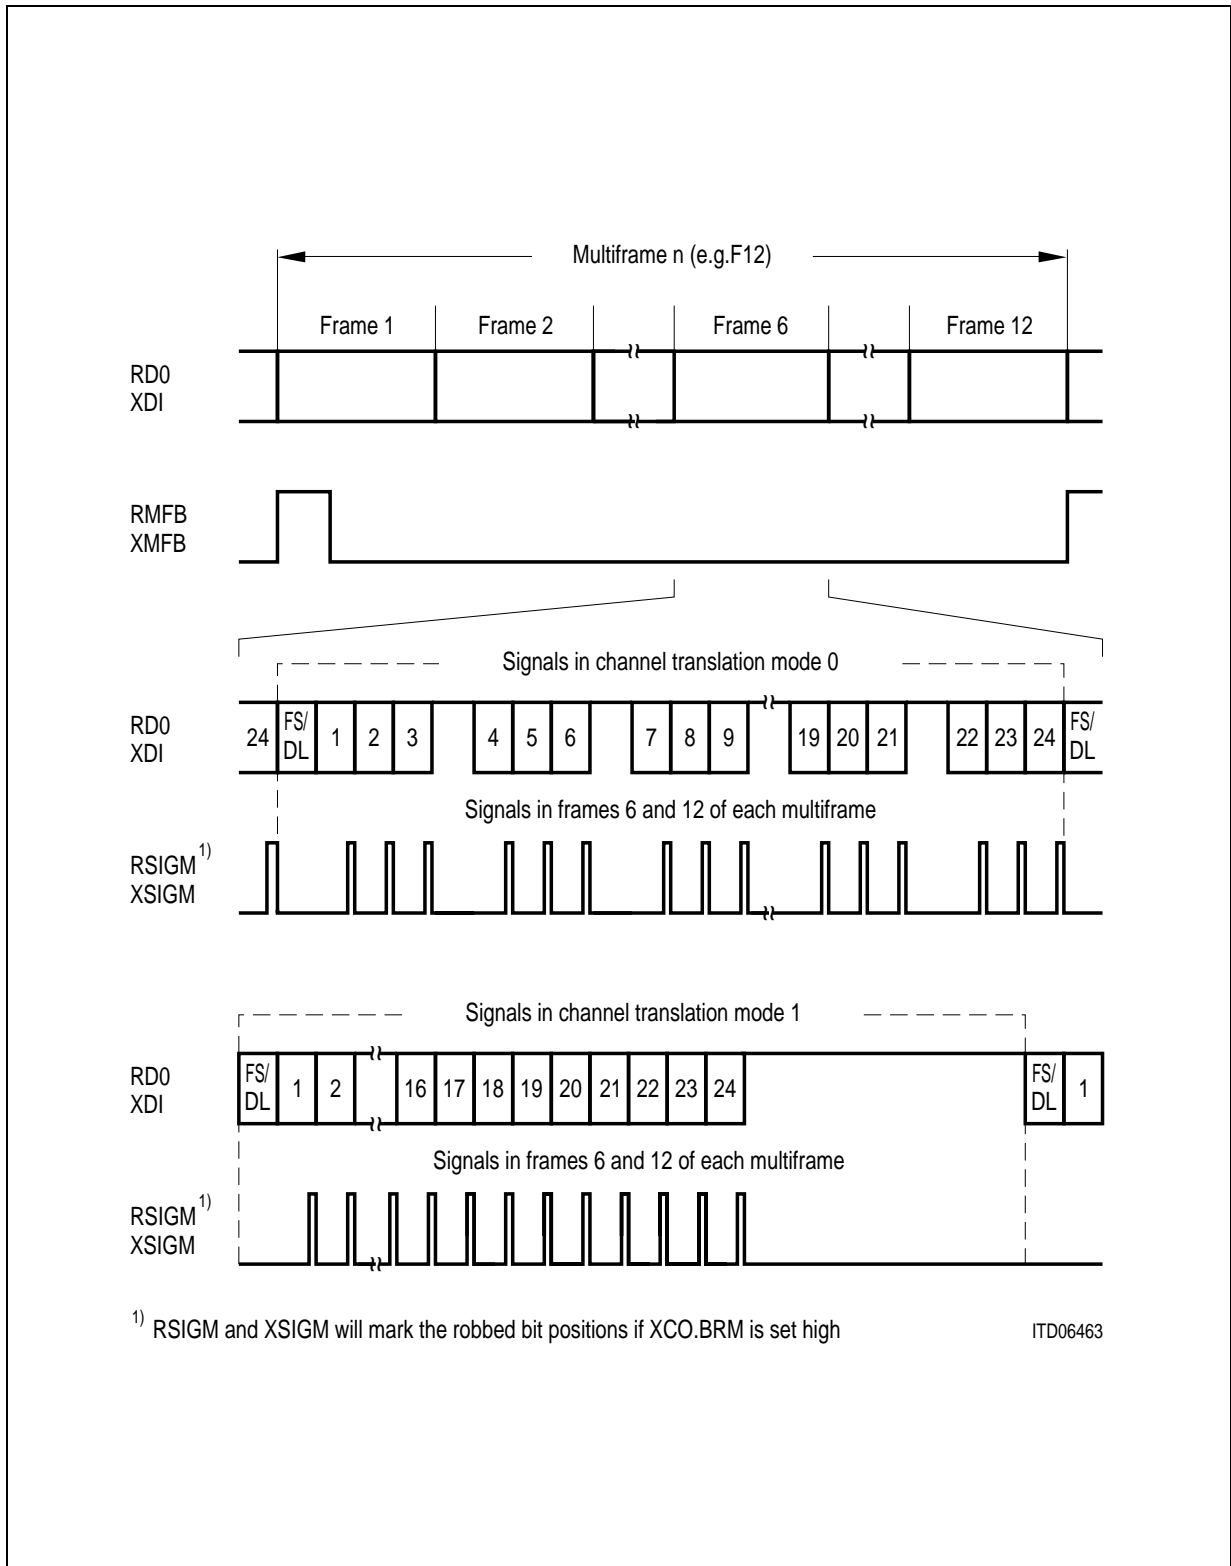 Multiframe n (e.g.F12)
Frame 1 Frame 2 Frame 6 Frame 12
RD0
XDI
RMFB
XMFB
Signals in channel translation mode 0
RD0
XDI
24 FS/DL 1 2 3 4 5 6 7 8 9 19 20 21 22 23 24 FS/DL
Signals in frames 6 and 12 of each multiframe
RSIGM 1)
XSIGM
Signals in channel translation mode 1
RD0
XDI
FS/DL 1 2 16 17 18 19 20 21 22 23 24 FS/DL 1
Signals in frames 6 and 12 of each multiframe
RSIGM 1)
XSIGM
1) RSIGM and XSIGM will mark the robbed bit positions if XCO.BRM is set high
ITD06463